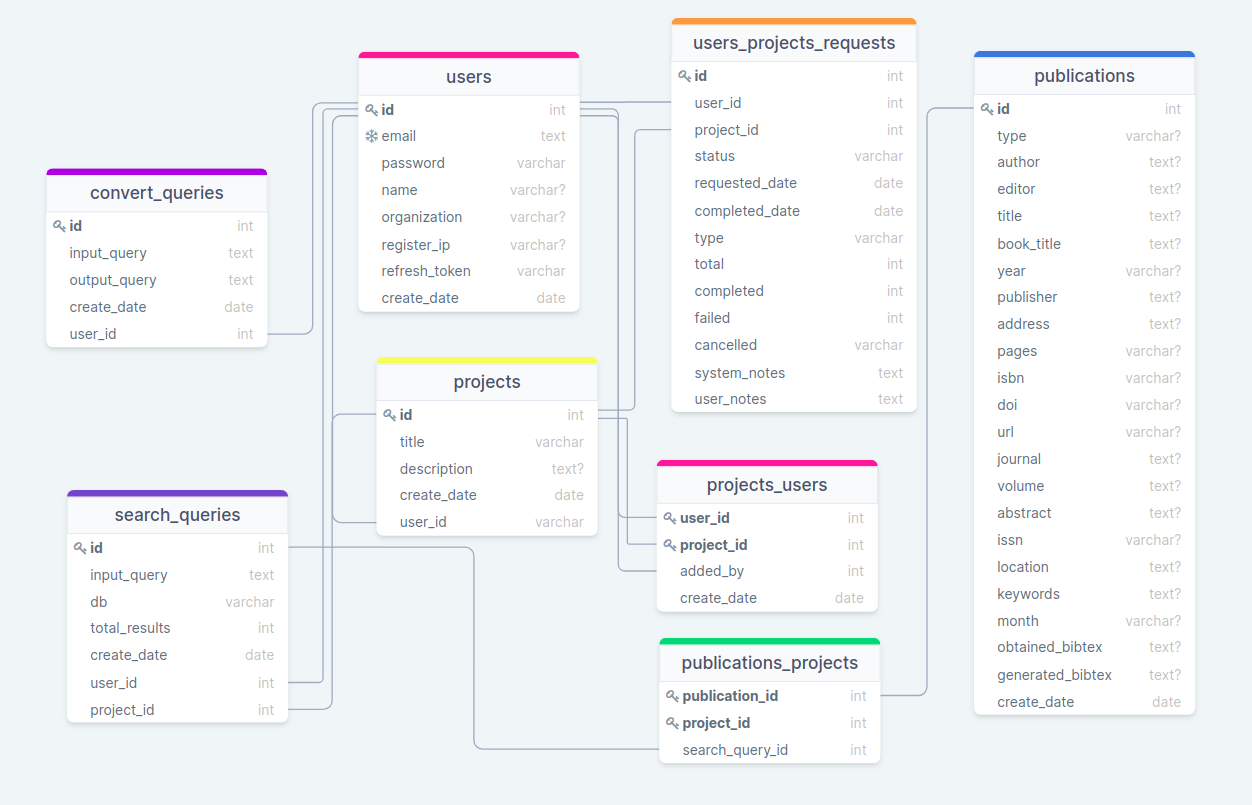 users
id int
email text
password varchar
name varchar?
organization varchar?
register_ip varchar?
refresh_token varchar
create_date date
users_projects_requests
id int
user_id int
project_id int
status varchar
requested_date date
completed_date date
type varchar
total int
completed int
failed int
cancelled varchar
system_notes text
user_notes text
publications
id int
type varchar?
author text?
editor text?
title text?
book_title text?
year varchar?
publisher text?
address text?
pages varchar?
isbn varchar?
doi varchar?
url varchar?
journal text?
volume text?
abstract text?
issn varchar?
location text?
keywords text?
month varchar?
obtained_bibtex text?
generated_bibtex text?
create_date date
convert_queries
id int
input_query text
output_query text
create_date date
user_id int
projects
id int
title varchar
description text?
create_date date
user_id varchar
projects_users
user_id int
project_id int
added_by int
create_date date
search_queries
id int
input_query text
db varchar
total_results int
create_date date
user_id int
project_id int
publications_projects
publication_id int
project_id int
search_query_id int